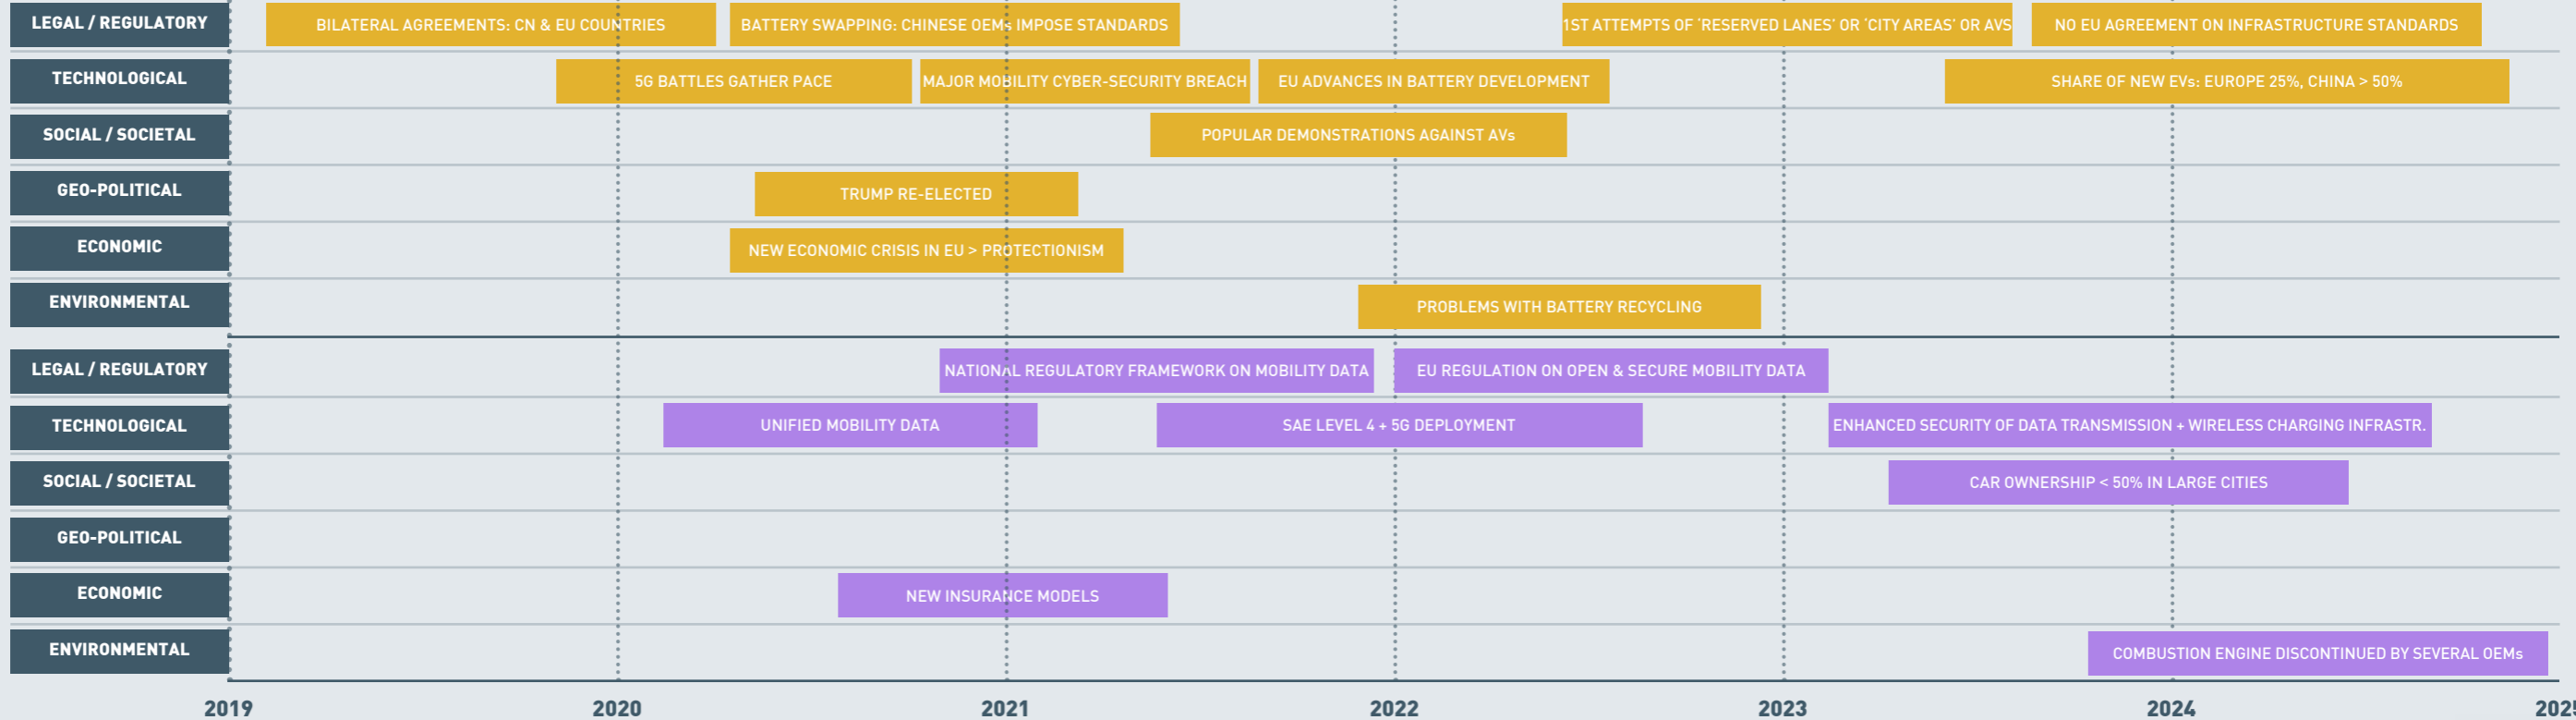 LEGAL / REGULATORY
BILATERAL AGREEMENTS: CN & EU COUNTRIES
BATTERY SWAPPING: CHINESE OEMs IMPOSE STANDARDS
1ST ATTEMPTS OF ‘RESERVED LANES’ OR ‘CITY AREAS’ OR AVS
NO EU AGREEMENT ON INFRASTRUCTURE STANDARDS
TECHNOLOGICAL
5G BATTLES GATHER PACE
MAJOR MOBILITY CYBER-SECURITY BREACH
EU ADVANCES IN BATTERY DEVELOPMENT
SHARE OF NEW EVs: EUROPE 25%, CHINA > 50%
SOCIAL / SOCIETAL
POPULAR DEMONSTRATIONS AGAINST AVs
GEO-POLITICAL
TRUMP RE-ELECTED
ECONOMIC
NEW ECONOMIC CRISIS IN EU > PROTECTIONISM
ENVIRONMENTAL
PROBLEMS WITH BATTERY RECYCLING
LEGAL / REGULATORY
NATIONAL REGULATORY FRAMEWORK ON MOBILITY DATA
EU REGULATION ON OPEN & SECURE MOBILITY DATA
TECHNOLOGICAL
UNIFIED MOBILITY DATA
SAE LEVEL 4 + 5G DEPLOYMENT
ENHANCED SECURITY OF DATA TRANSMISSION + WIRELESS CHARGING INFRASTR.
SOCIAL / SOCIETAL
CAR OWNERSHIP < 50% IN LARGE CITIES
GEO-POLITICAL
ECONOMIC
NEW INSURANCE MODELS
ENVIRONMENTAL
COMBUSTION ENGINE DISCONTINUED BY SEVERAL OEMs
2019 2020 2021 2022 2023 2024